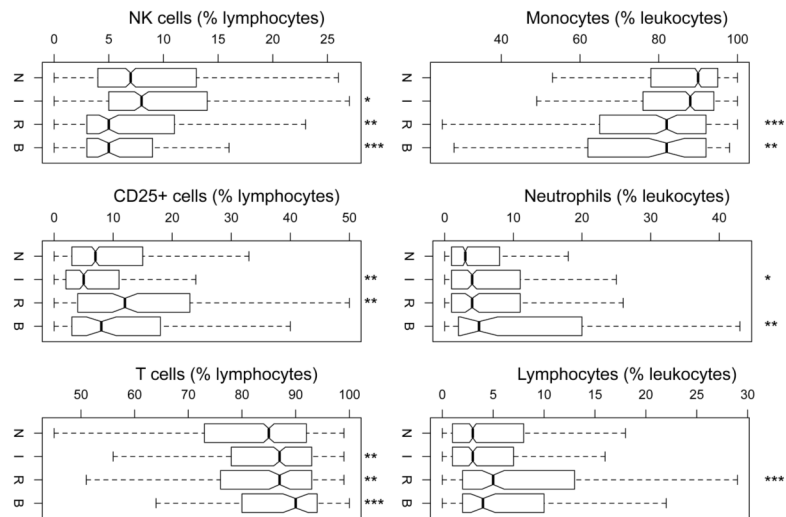 NK cells (% lymphocytes)
0 5 10 15 20 25
N
I *
R **
B ***
Monocytes (% leukocytes)
40 60 80 100
N
I
R ***
B **
CD25+ cells (% lymphocytes)
0 10 20 30 40 50
N
I **
R **
B
Neutrophils (% leukocytes)
0 10 20 30 40
N
I *
R
B **
T cells (% lymphocytes)
50 60 70 80 90 100
N
I **
R **
B ***
Lymphocytes (% leukocytes)
0 5 10 15 20 25 30
N
I
R ***
B